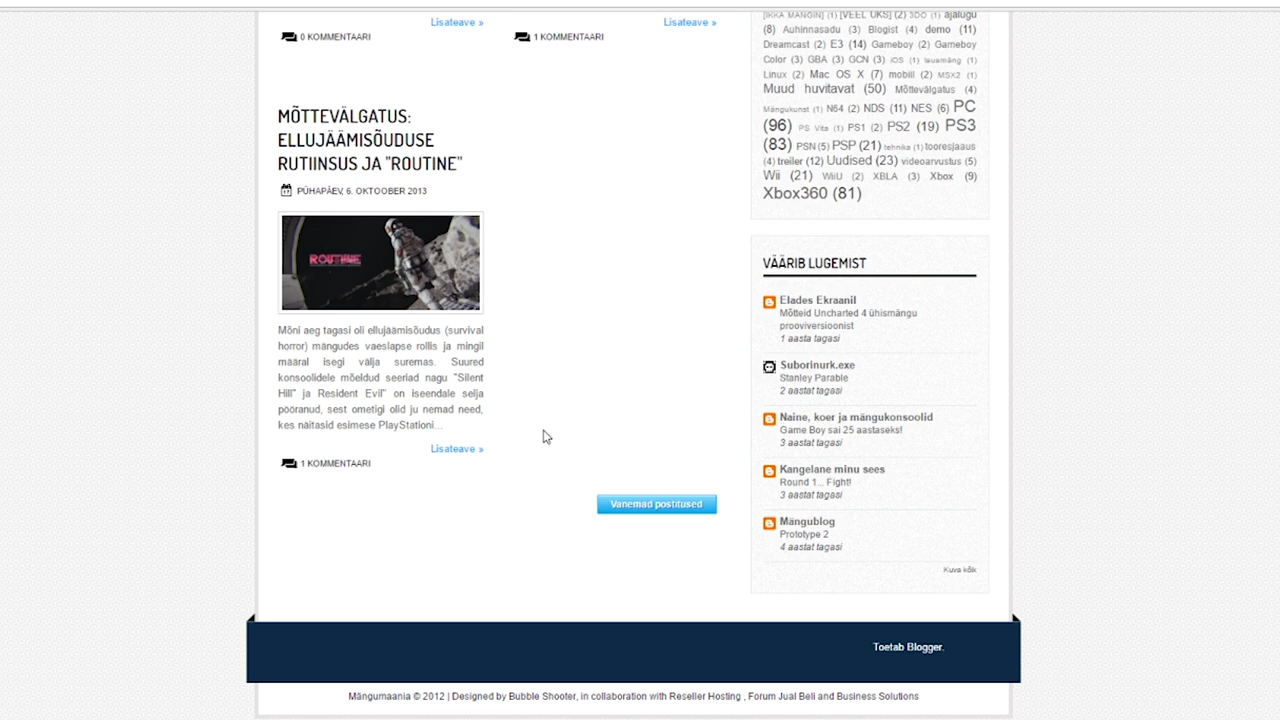 Lisateave »
Lisateave »
0 KOMMENTAARI
1 KOMMENTAARI
MÕTTEVÄLGATUS:
ELLUJÄÄMISÕUDUSE
RUTIINSUS JA "ROUTINE"
PÜHAPÄEV, 6. OKTOOBER 2013
ROUTINE
Mõni aeg tagasi oli ellujäämisõudus (survival
horror) mängudes vaeslapse rollis ja mingil
määral isegi välja suremas. Suured
konsoolidele mõeldud seeriad nagu "Silent
Hill" ja Resident Evil" on iseendale selja
pööranud, sest ometigi olid ju nemad need,
kes näitasid esimese PlayStationi...
Lisateave »
1 KOMMENTAARI
Vanemad postitused
[IKKA MÄNGIN] (1) [VEEL ÜKS] (2) 3DO (1) ajalugu
(8) Auhinnasadu (3) Blogist (4) demo (11)
Dreamcast (2) E3 (14) Gameboy (2) Gameboy
Color (3) GBA (3) GCN (3) iOS (1) lauamäng (1)
Linux (2) Mac OS X (7) mobiil (2) MSX2 (1)
Muud huvitavat (50) Mõttevälgatus (4)
Mängukunst (1) N64 (2) NDS (11) NES (6) PC
(96) PS Vita (1) PS1 (2) PS2 (19) PS3
(83) PSN (5) PSP (21) tehnika (1) tooresjaaus
(4) treiler (12) Uudised (23) videoarvustus (5)
Wii (21) WiiU (2) XBLA (3) Xbox (9)
Xbox360 (81)
VÄÄRIB LUGEMIST
Elades Ekraanil
Mõtteid Uncharted 4 ühismängu
prooviversioonist
1 aasta tagasi
Suborinurk.exe
Stanley Parable
2 aastat tagasi
Naine, koer ja mängukonsoolid
Game Boy sai 25 aastaseks!
3 aastat tagasi
Kangelane minu sees
Round 1... Fight!
3 aastat tagasi
Mängublog
Prototype 2
4 aastat tagasi
Kuva kõik
Toetab Blogger.
Mängumaania © 2012 | Designed by Bubble Shooter, in collaboration with Reseller Hosting , Forum Jual Beli and Business Solutions